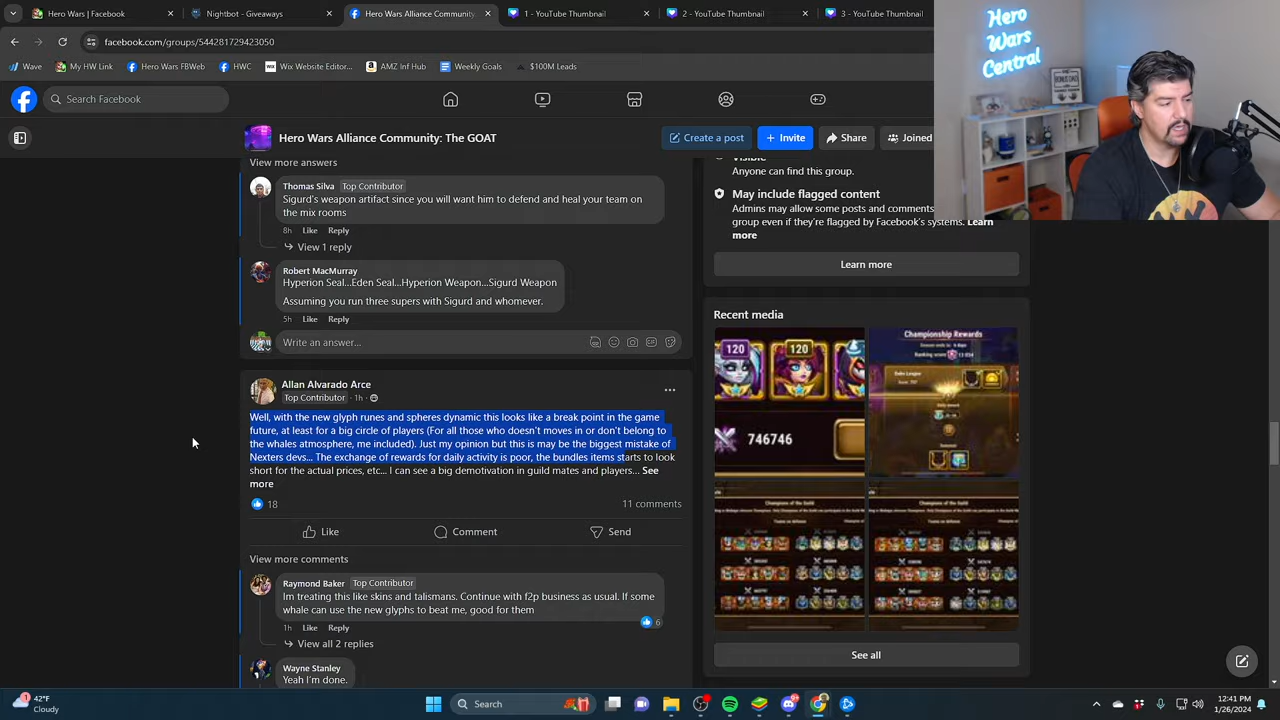 Hero Wars Alliance Community
Nightbot - Giveaways
Hero Wars Alliance Community
1 - YouTube Thumbnail
2 - YouTube Thumbnail
3 - YouTube Thumbnail
facebook.com/groups/544281729423050
Wave
My HW Link
Hero Wars FBWeb
HWC
WIX
Wix Website Editor...
AMZ Inf Hub
Weekly Goals
$100M Leads
Search Facebook
Hero Wars Alliance Community: The GOAT
Create a post
+ Invite
Share
Joined
Hero
Wars
Central
View more answers
Thomas Silva Top Contributor
Sigurd's weapon artifact since you will want him to defend and heal your team on
the mix rooms
8h Like Reply
View 1 reply
Robert MacMurray
Hyperion Seal...Eden Seal...Hyperion Weapon...Sigurd Weapon
Assuming you run three supers with Sigurd and whomever.
5h Like Reply
Write an answer...
Allan Alvarado Arce
Contributor · 1h ·
Well, with the new glyph runes and spheres dynamic this looks like a break point in the game
future, at least for a big circle of players (For all those who doesn't moves in or don't belong to
the whales atmosphere, me included). Just my opinion but this is may be the biggest mistake of
Nexters devs... The exchange of rewards for daily activity is poor, the bundles items starts to look
short for the actual prices, etc... I can see a big demotivation in guild mates and players... See
more
18
11 comments
Like
Comment
Send
View more comments
Raymond Baker Top Contributor
Im treating this like skins and talismans. Continue with f2p business as usual. If some
whale can use the new glyphs to beat me, good for them
1h Like Reply
6
View all 2 replies
Wayne Stanley
Yeah I'm done.
Visible
Anyone can find this group.
May include flagged content
Admins may allow some posts and comments
group even if they're flagged by Facebook's systems. Learn
more
Learn more
Recent media
120
120
746746
Championship Rewards
See all
42°F
Cloudy
Search
12:41 PM
1/26/2024